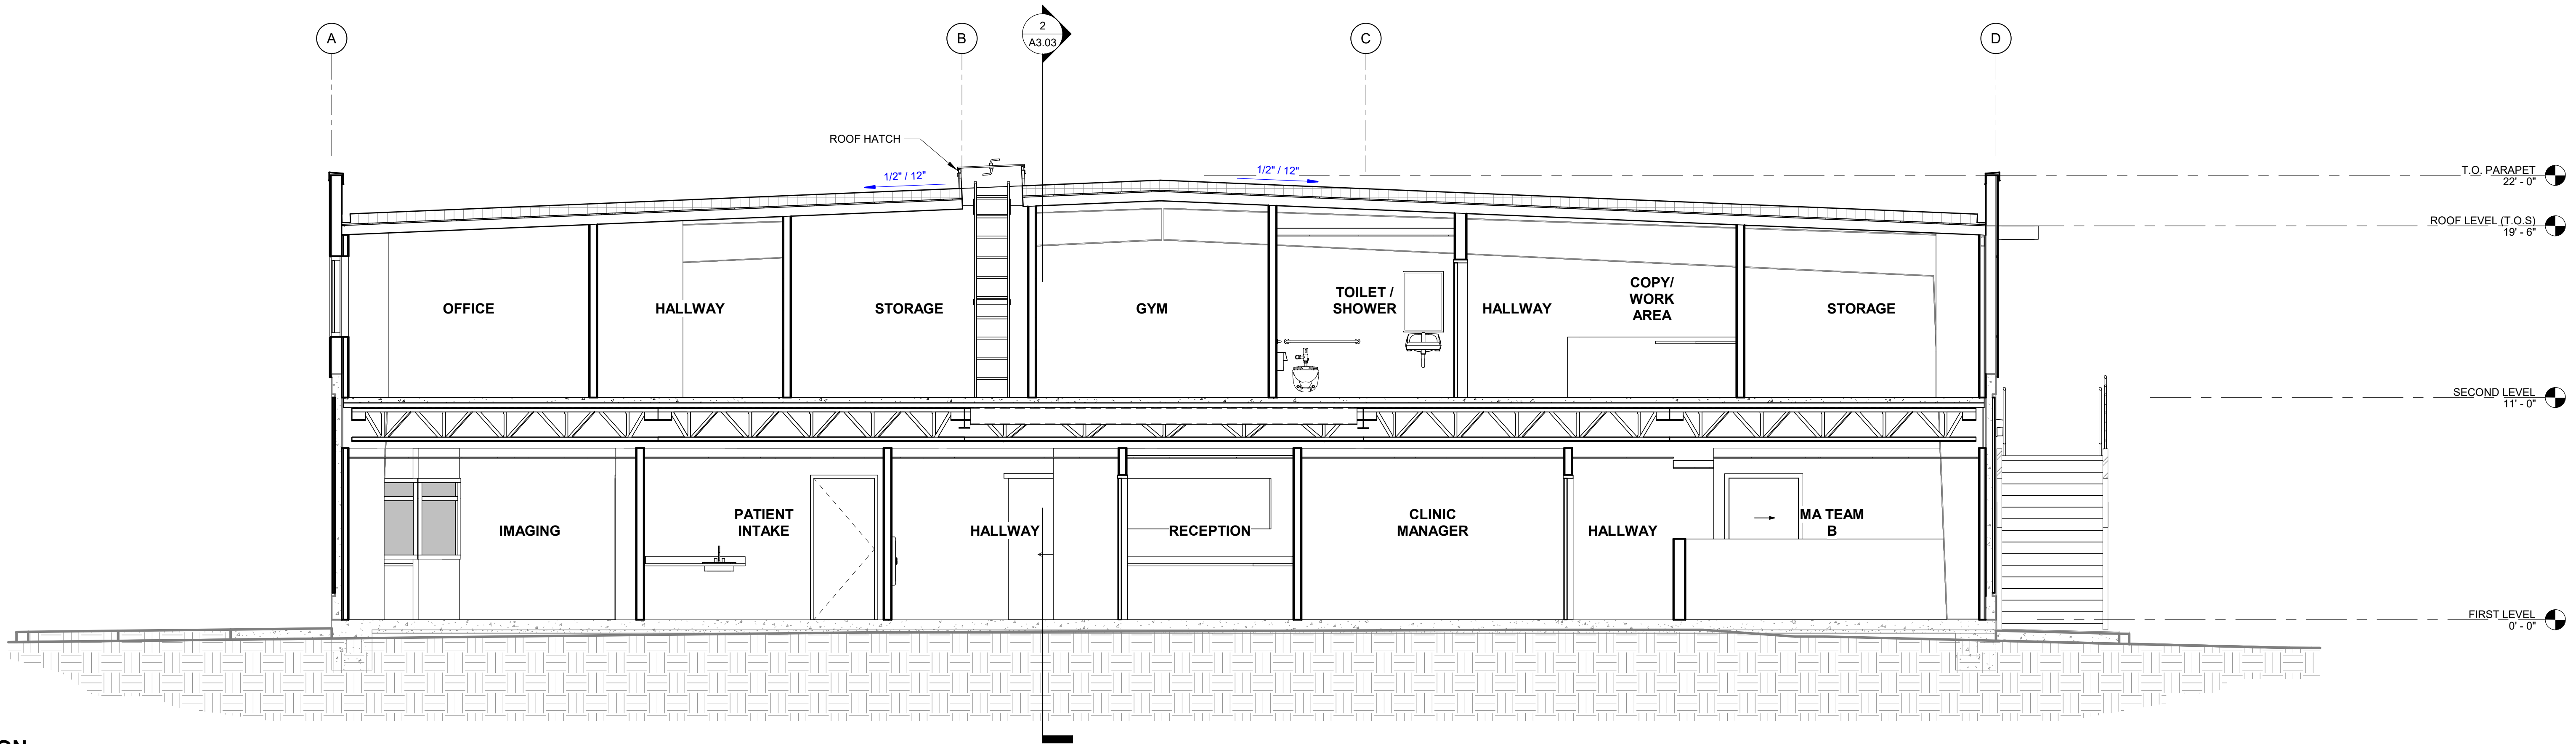 A
B
2
A3.03
C
D
ROOF HATCH
1/2" / 12"
1/2" / 12"
T.O. PARAPET
22' - 0"
ROOF LEVEL (T.O.S)
19' - 6"
OFFICE
HALLWAY
STORAGE
GYM
TOILET /
SHOWER
HALLWAY
COPY/
WORK
AREA
STORAGE
SECOND LEVEL
11' - 0"
IMAGING
PATIENT
INTAKE
HALLWAY
RECEPTION
CLINIC
MANAGER
HALLWAY
MA TEAM
B
FIRST LEVEL
0' - 0"